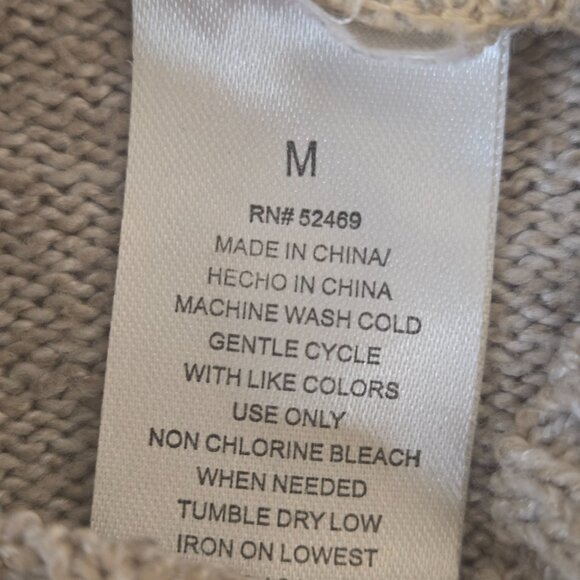 M
RN# 52469
MADE IN CHINA/
HECHO IN CHINA
MACHINE WASH COLD
GENTLE CYCLE
WITH LIKE COLORS
USE ONLY
NON CHLORINE BLEACH
WHEN NEEDED
TUMBLE DRY LOW
IRON ON LOWEST